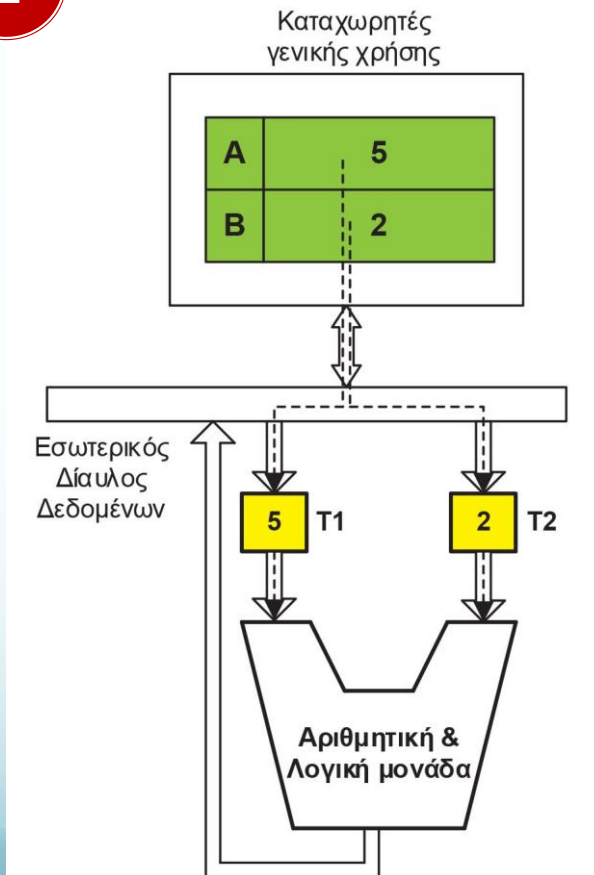 Καταχωρητές
γενικής χρήσης
A 5
B 2
Εσωτερικός
Δίαυλος
Δεδομένων
5 T1
2 T2
Αριθμητική &
Λογική μονάδα